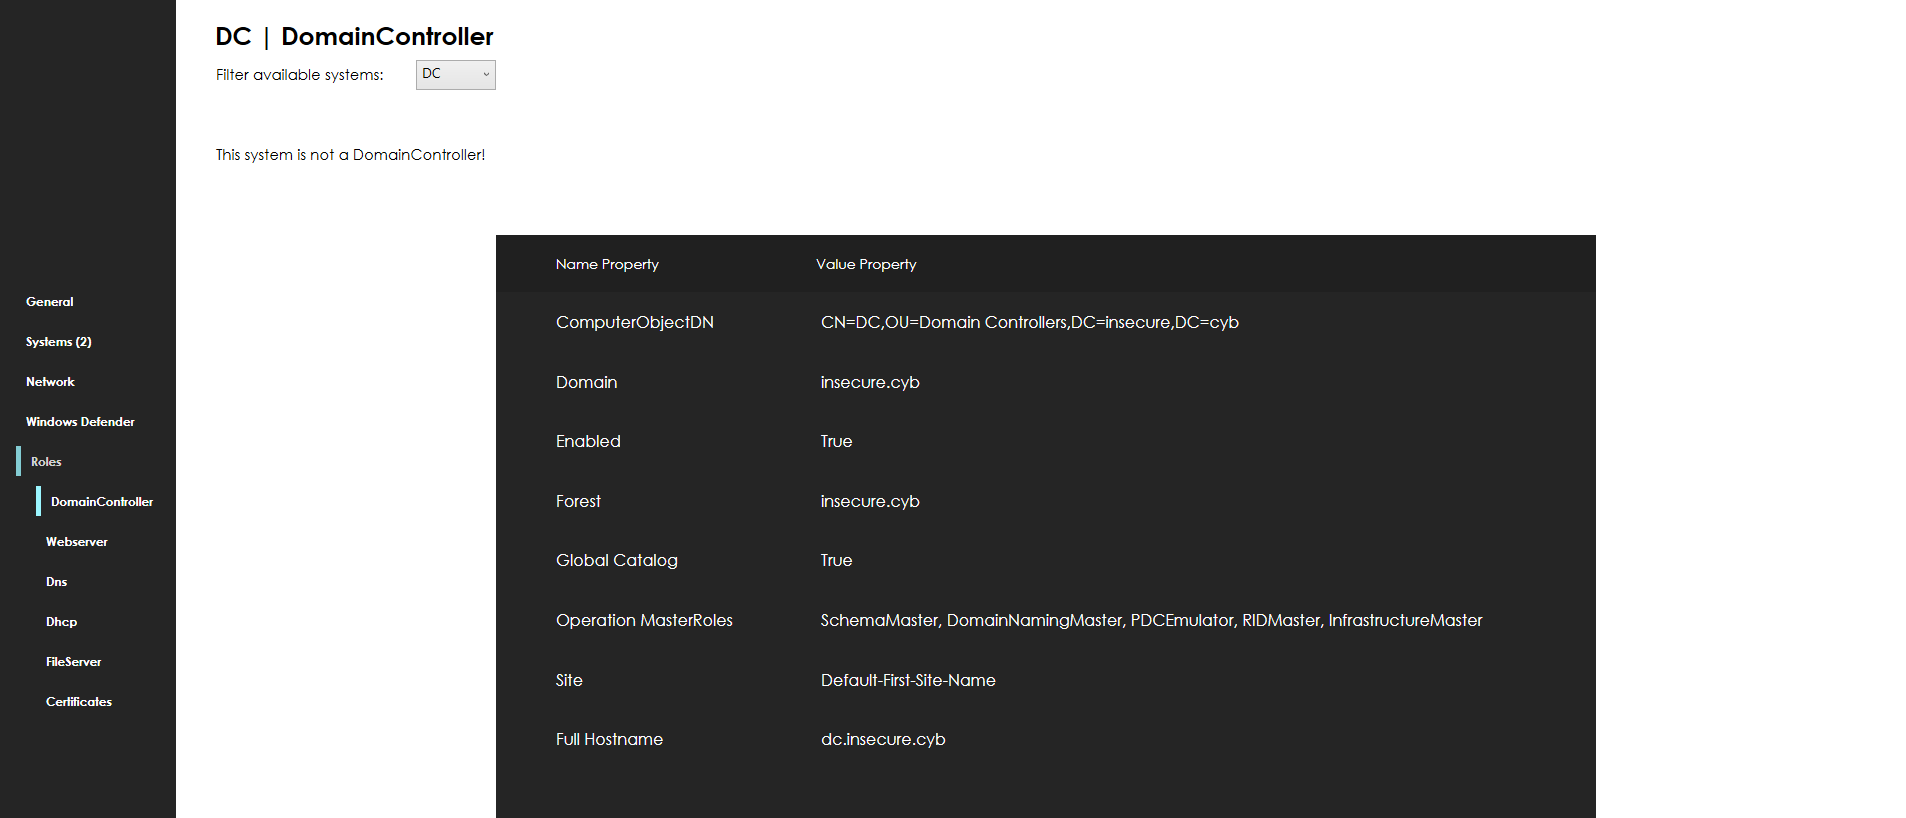 DC | DomainController
Filter available systems: DC
This system is not a DomainController!
General
Systems (2)
Network
Windows Defender
Roles
DomainController
Webserver
Dns
Dhcp
FileServer
Certificates
Name Property Value Property
ComputerObjectDN CN=DC,OU=Domain Controllers,DC=insecure,DC=cyb
Domain insecure.cyb
Enabled True
Forest insecure.cyb
Global Catalog True
Operation MasterRoles SchemaMaster, DomainNamingMaster, PDCEmulator, RIDMaster, InfrastructureMaster
Site Default-First-Site-Name
Full Hostname dc.insecure.cyb